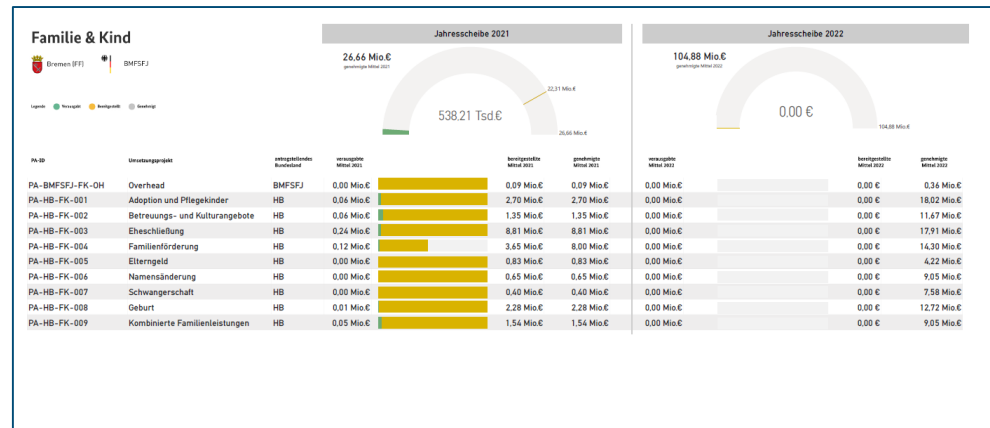 Familie & Kind
Bremen (FF) BMFSFJ
Legende Verausgabt Bereitgestellt Genehmigt
Jahresscheibe 2021
26,66 Mio.€
genehmigte Mittel 2021
22,31 Mio.€
538,21 Tsd.€
26,66 Mio.€
Jahresscheibe 2022
104,88 Mio.€
genehmigte Mittel 2022
0,00 €
104,88 Mio.€
PA-ID Umsetzungsprojekt antragstellendes Bundesland verausgabte Mittel 2021 bereitgestellte Mittel 2021 genehmigte Mittel 2021 verausgabte Mittel 2022 bereitgestellte Mittel 2022 genehmigte Mittel 2022
PA-BMFSFJ-FK-OH Overhead BMFSFJ 0,00 Mio.€ 0,09 Mio.€ 0,09 Mio.€ 0,00 Mio.€ 0,00 € 0,36 Mio.€
PA-HB-FK-001 Adoption und Pflegekinder HB 0,06 Mio.€ 2,70 Mio.€ 2,70 Mio.€ 0,00 Mio.€ 0,00 € 18,02 Mio.€
PA-HB-FK-002 Betreuungs- und Kulturangebote HB 0,06 Mio.€ 1,35 Mio.€ 1,35 Mio.€ 0,00 Mio.€ 0,00 € 11,67 Mio.€
PA-HB-FK-003 Eheschließung HB 0,24 Mio.€ 8,81 Mio.€ 8,81 Mio.€ 0,00 Mio.€ 0,00 € 17,91 Mio.€
PA-HB-FK-004 Familienförderung HB 0,12 Mio.€ 3,65 Mio.€ 8,00 Mio.€ 0,00 Mio.€ 0,00 € 14,30 Mio.€
PA-HB-FK-005 Elterngeld HB 0,00 Mio.€ 0,83 Mio.€ 0,83 Mio.€ 0,00 Mio.€ 0,00 € 4,22 Mio.€
PA-HB-FK-006 Namensänderung HB 0,00 Mio.€ 0,65 Mio.€ 0,65 Mio.€ 0,00 Mio.€ 0,00 € 9,05 Mio.€
PA-HB-FK-007 Schwangerschaft HB 0,00 Mio.€ 0,40 Mio.€ 0,40 Mio.€ 0,00 Mio.€ 0,00 € 7,58 Mio.€
PA-HB-FK-008 Geburt HB 0,01 Mio.€ 2,28 Mio.€ 2,28 Mio.€ 0,00 Mio.€ 0,00 € 12,72 Mio.€
PA-HB-FK-009 Kombinierte Familienleistungen HB 0,05 Mio.€ 1,54 Mio.€ 1,54 Mio.€ 0,00 Mio.€ 0,00 € 9,05 Mio.€